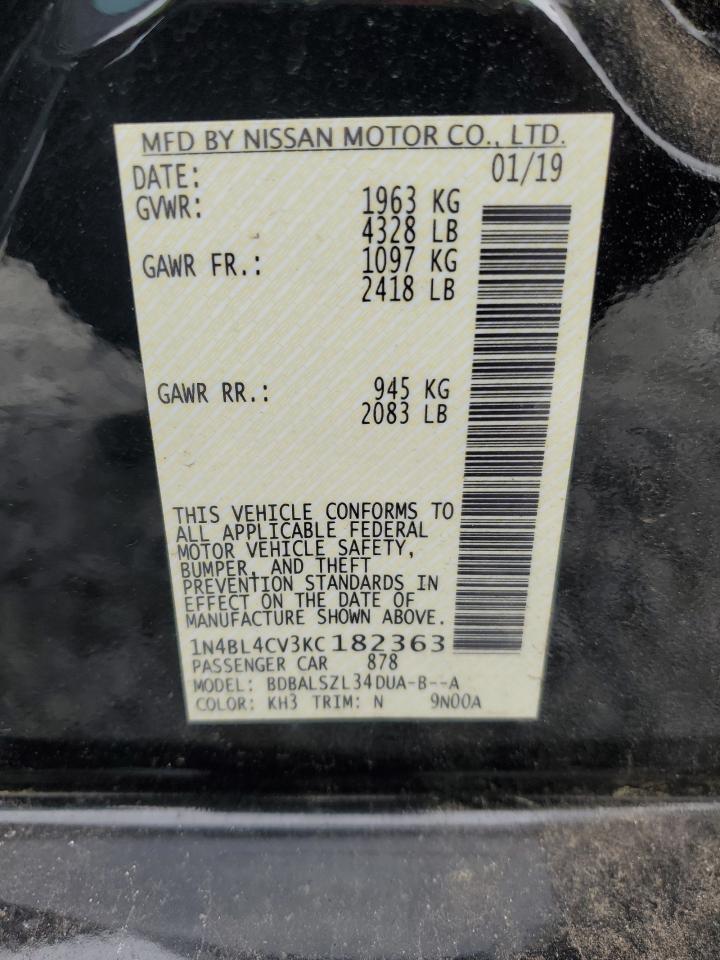 MFD BY NISSAN MOTOR CO., LTD.
DATE: 01/19
GVWR: 1963 KG
4328 LB
GAWR FR.: 1097 KG
2418 LB
GAWR RR.: 945 KG
2083 LB
THIS VEHICLE CONFORMS TO
ALL APPLICABLE FEDERAL
MOTOR VEHICLE SAFETY,
BUMPER, AND THEFT
PREVENTION STANDARDS IN
EFFECT ON THE DATE OF
MANUFACTURE SHOWN ABOVE.
1N4BL4CV3KC182363
PASSENGER CAR 878
MODEL: BDBALSZL34DUA-B--A
COLOR: KH3 TRIM: N 9N00A